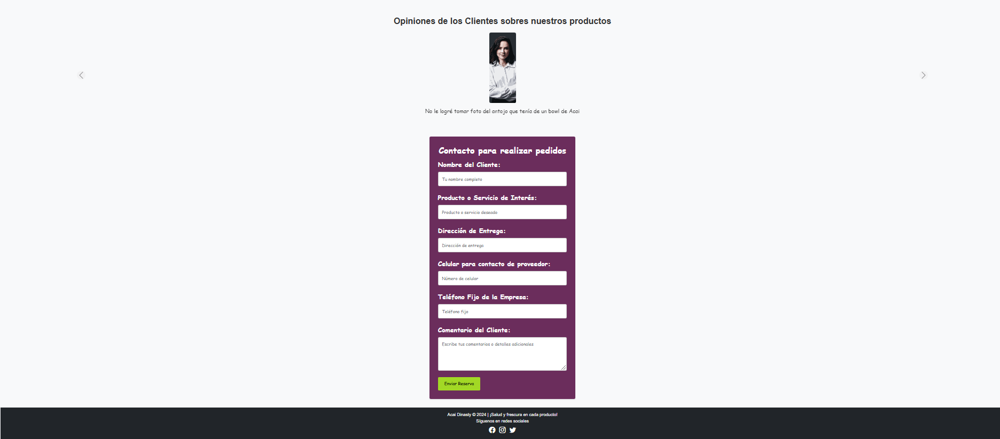 Opiniones de los Clientes sobres nuestros productos
No le logré tomar foto del antojo que tenía de un bowl de Acai
Contacto para realizar pedidos
Nombre del Cliente:
Tu nombre completo
Producto o Servicio de Interés:
Producto o servicio deseado
Dirección de Entrega:
Dirección de entrega
Celular para contacto de proveedor:
Número de celular
Teléfono Fijo de la Empresa:
Teléfono fijo
Comentario del Cliente:
Escribe tus comentarios o detalles adicionales
Enviar Reserva
Acai Dinasty © 2024 | ¡Salud y frescura en cada producto!
Síguenos en redes sociales